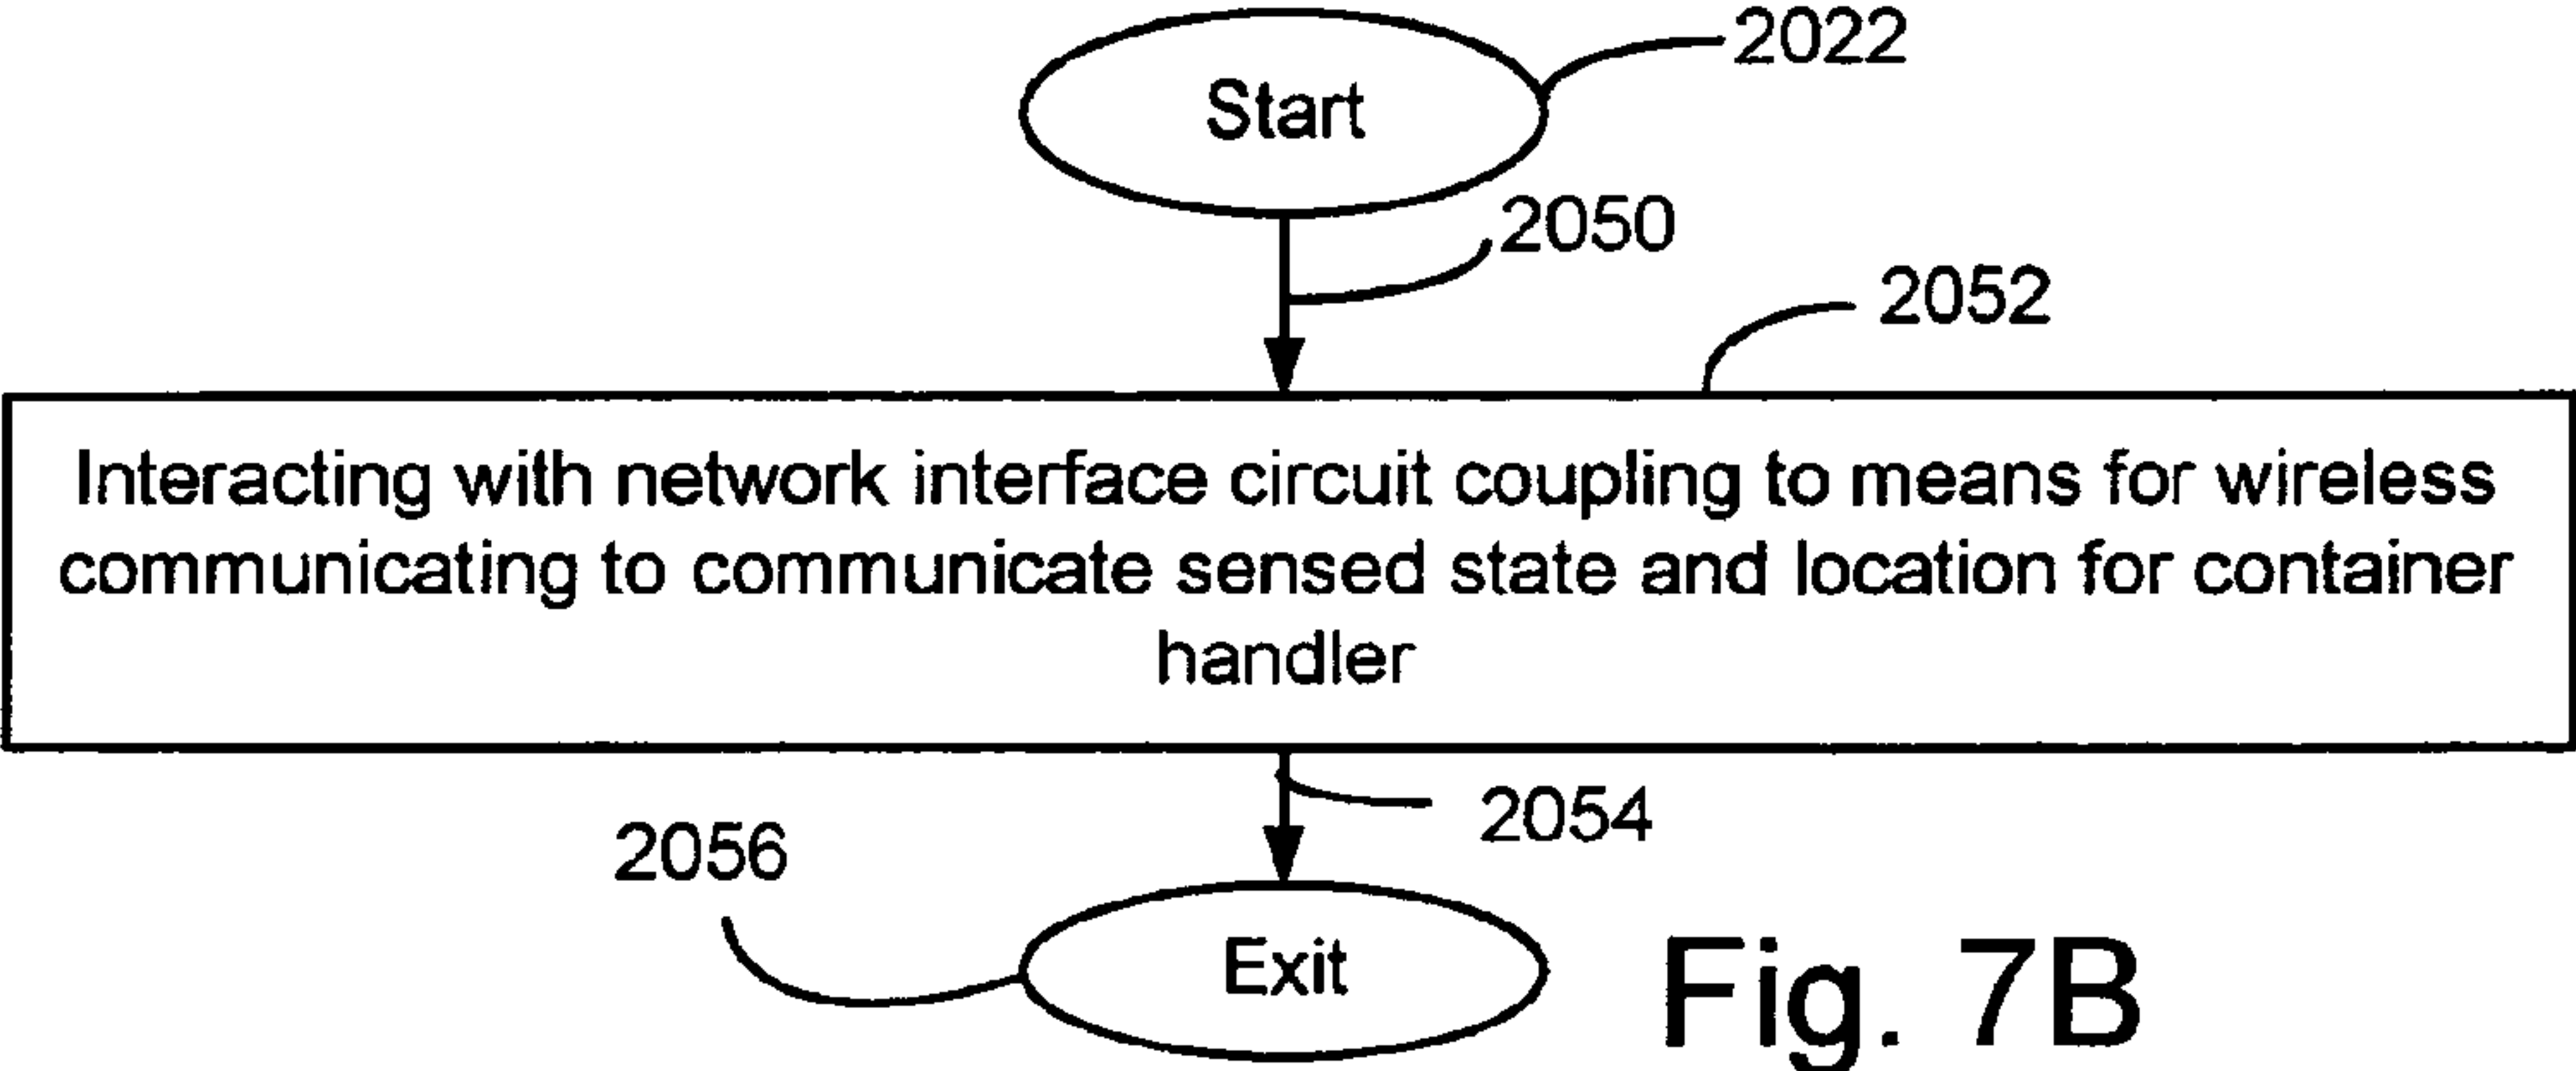 2022
Start
2050
2052
Interacting with network interface circuit coupling to means for wireless
communicating to communicate sensed state and location for container
handler
2054
2056
Exit
Fig. 7B